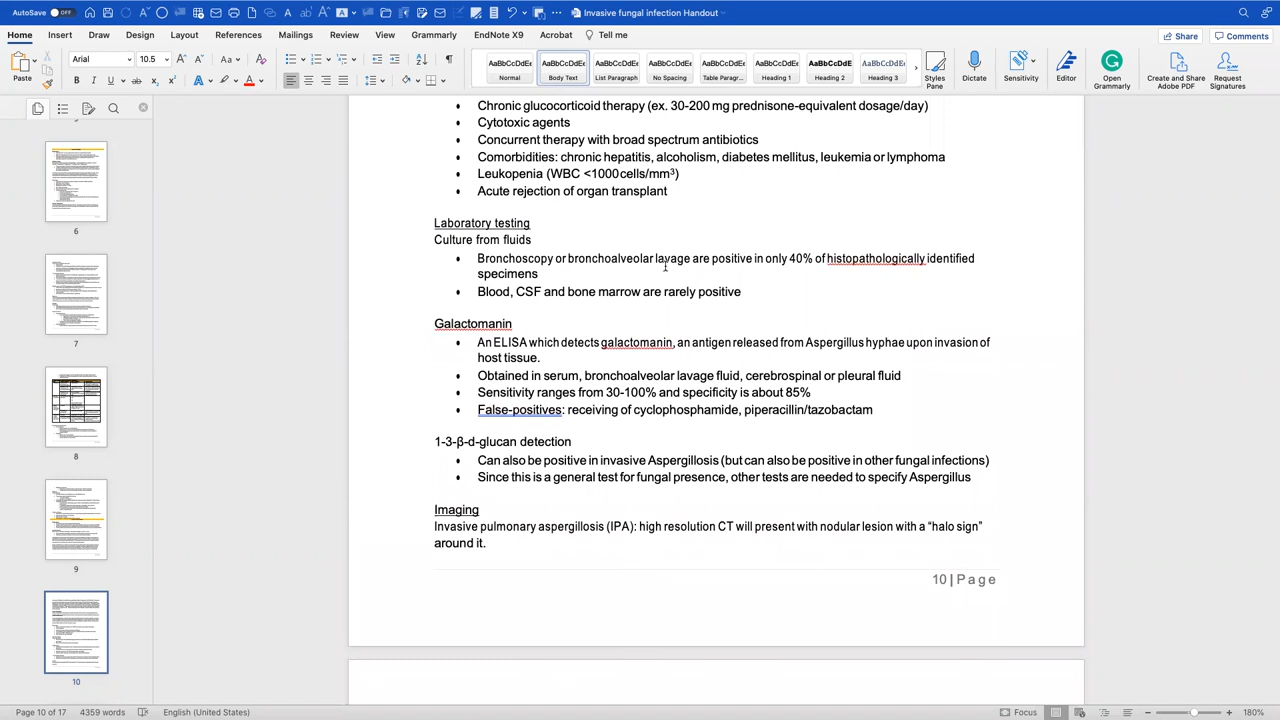 AutoSave OFF Invasive fungal infection Handout
Home Insert Draw Design Layout References Mailings Review View Grammarly EndNote X9 Acrobat Tell me Share Comments
Paste Arial 10.5 AaBbCcDdEe Normal AaBbCcDdEe Body Text AaBbCcDdEe List Paragraph AaBbCcDdEe No Spacing AaBbCcDdEe Table Paragr... AaBbCcDdEe Heading 1 AaBbCcDdEe Heading 2 AaBbCcDdEe Heading 3 Styles Pane Dictate Sensitivity Editor Open Grammarly Create and Share Adobe PDF Request Signatures
• Chronic glucocorticoid therapy (ex. 30-200 mg prednisone-equivalent dosage/day)
• Cytotoxic agents
• Concurrent therapy with broad spectrum antibiotics
• Comorbidities: chronic hepatitis, alcoholism, diabetes mellitus, leukemia or lymphoma
• Leukopenia (WBC <1000 cells/mm³)
• Acute rejection of organ transplant
Laboratory testing
Culture from fluids
• Bronchoscopy or bronchoalveolar lavage are positive in only 40% of histopathologically identified
specimens
• Blood, CSF and bone marrow are rarely positive
Galactomanin
• An ELISA which detects galactomanin, an antigen released from Aspergillus hyphae upon invasion of
host tissue.
• Obtained in serum, bronchoalveolar lavage fluid, cerebrospinal or pleural fluid
• Sensitivity ranges from 30-100% and specificity is about 85%
• False positives: receiving of cyclophosphamide, piperacillin/tazobactam
1-3-β-d-glucan detection
• Can also be positive in invasive Aspergillosis (but can also be positive in other fungal infections)
• Since this is a general test for fungal presence, other tests are needed to specify Aspergillus
Imaging
Invasive pulmonary aspergillosis (IPA): high resolution CT will present with nodular lesion with a “halo sign”
around it.
10 | P a g e
6
7
8
9
10
Page 10 of 17 4359 words English (United States) Focus 180%